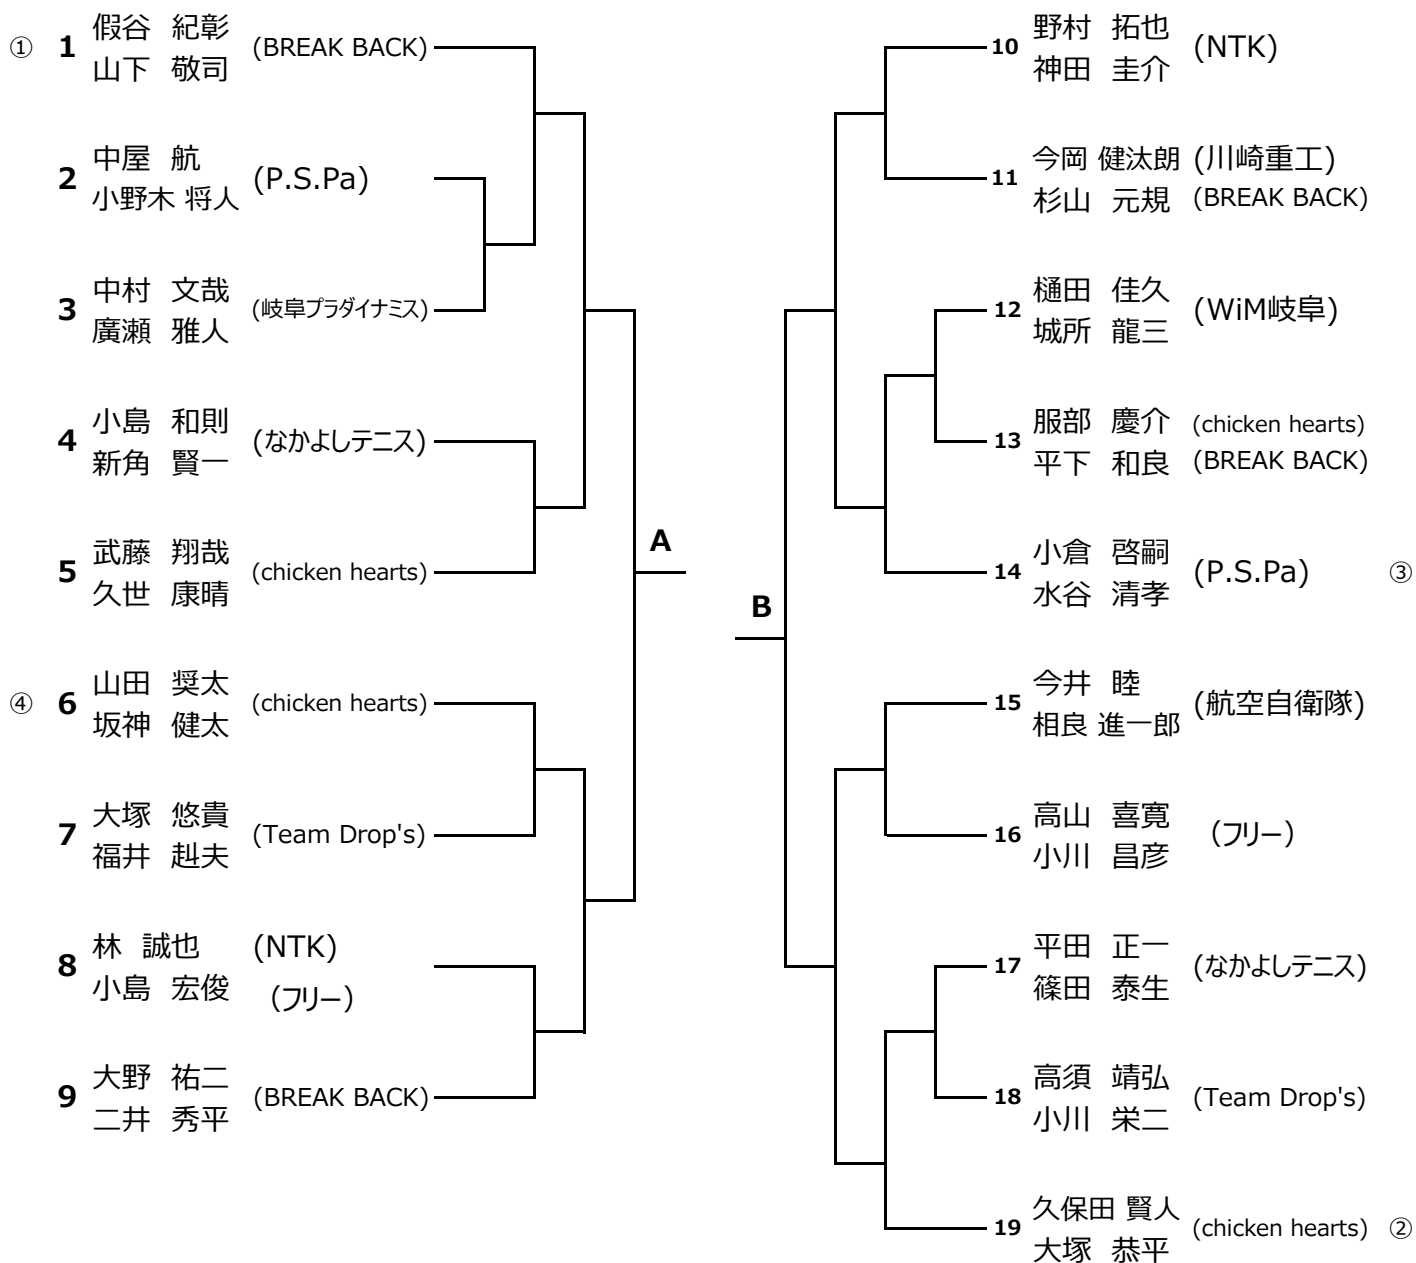 ① 1 假谷 紀彰 (BREAK BACK)
山下 敬司
2 中屋 航 (P.S.Pa)
小野木 将人
3 中村 文哉 (岐阜プラダイナミス)
廣瀬 雅人
4 小島 和則 (なかよしテニス)
新角 賢一
5 武藤 翔哉 (chicken hearts)
久世 康晴
④ 6 山田 奨太 (chicken hearts)
坂神 健太
7 大塚 悠貴 (Team Drop's)
福井 赳夫
8 林 誠也 (NTK)
小島 宏俊 (フリー)
9 大野 祐二 (BREAK BACK)
二井 秀平
A
B
10 野村 拓也 (NTK)
神田 圭介
11 今岡 健汰朗 (川崎重工)
杉山 元規 (BREAK BACK)
12 樋田 佳久 (WiM岐阜)
城所 龍三
13 服部 慶介 (chicken hearts)
平下 和良 (BREAK BACK)
14 小倉 啓嗣 (P.S.Pa) ③
水谷 清孝
15 今井 睦 (航空自衛隊)
相良 進一郎
16 高山 喜寛 (フリー)
小川 昌彦
17 平田 正一 (なかよしテニス)
篠田 泰生
18 高須 靖弘 (Team Drop's)
小川 栄二
19 久保田 賢人 (chicken hearts) ②
大塚 恭平